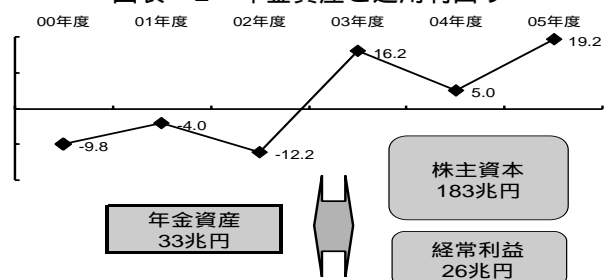 00年度 01年度 02年度 03年度 04年度 05年度
16.2
19.2
5.0
-4.0
-9.8
-12.2
株主資本
183兆円
年金資産
33兆円
経常利益
26兆円